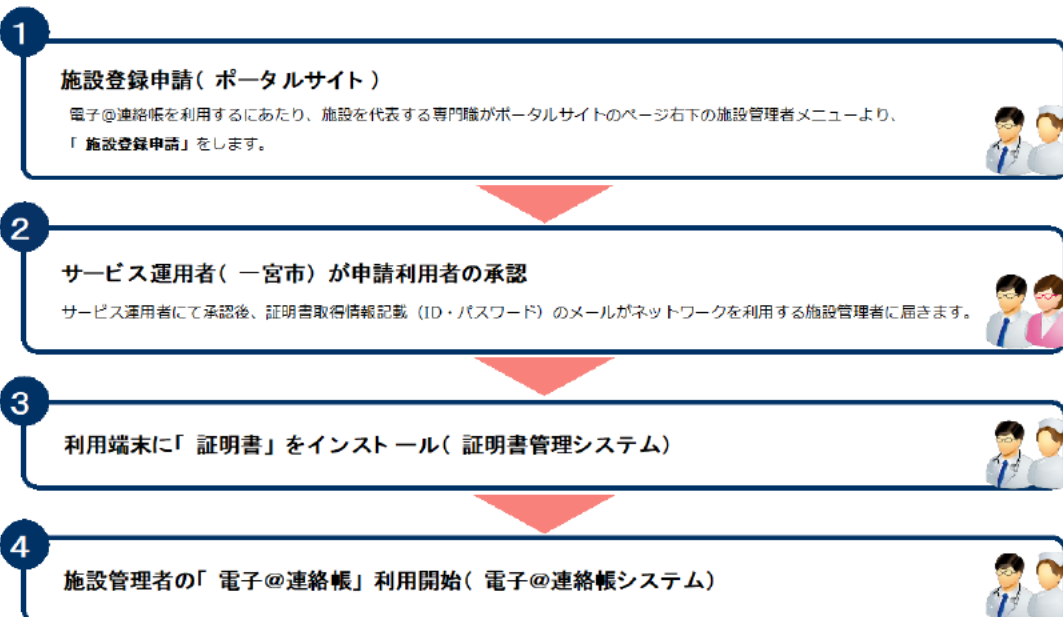 1
施設登録申請( ポータルサイト )
電子@連絡帳を利用するにあたり、施設を代表する専門職がポータルサイトのページ右下の施設管理者メニューより、
「 施設登録申請」をします。
2
サービス運用者( 一宮市) が申請利用者の承認
サービス運用者にて承認後、証明書取得情報記載（ID・パスワード）のメールがネットワークを利用する施設管理者に届きます。
3
利用端末に「 証明書」をインストール( 証明書管理システム)
4
施設管理者の「 電子@連絡帳」利用開始( 電子@連絡帳システム)